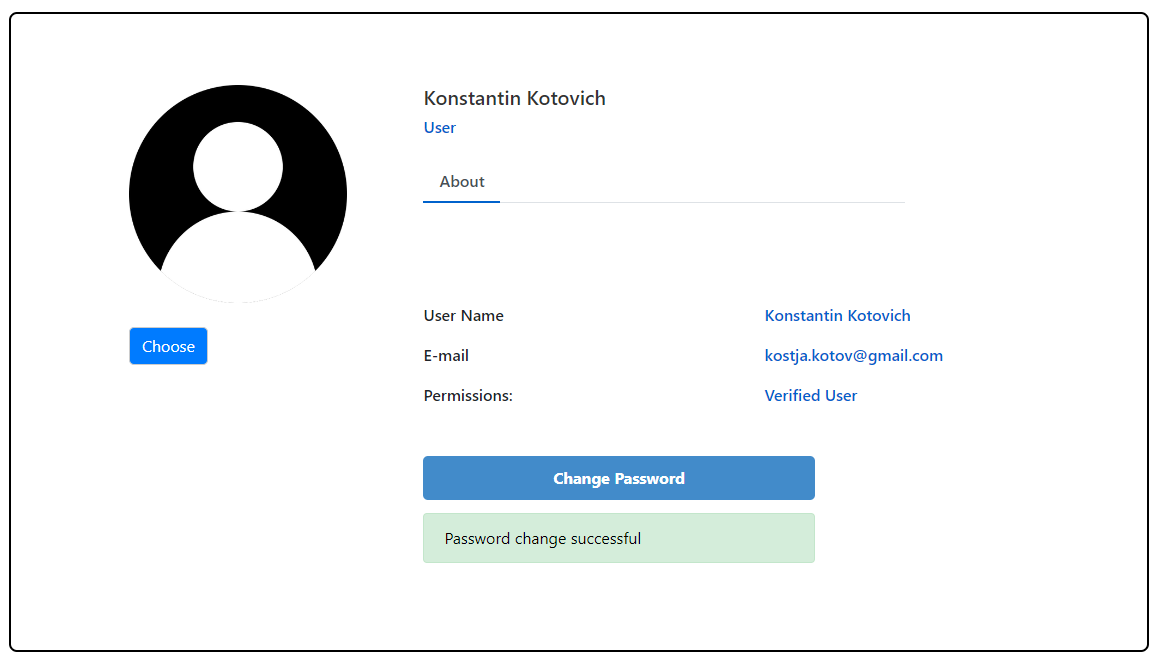 Konstantin Kotovich
User
About
User Name Konstantin Kotovich
E-mail kostja.kotov@gmail.com
Permissions: Verified User
Choose
Change Password
Password change successful